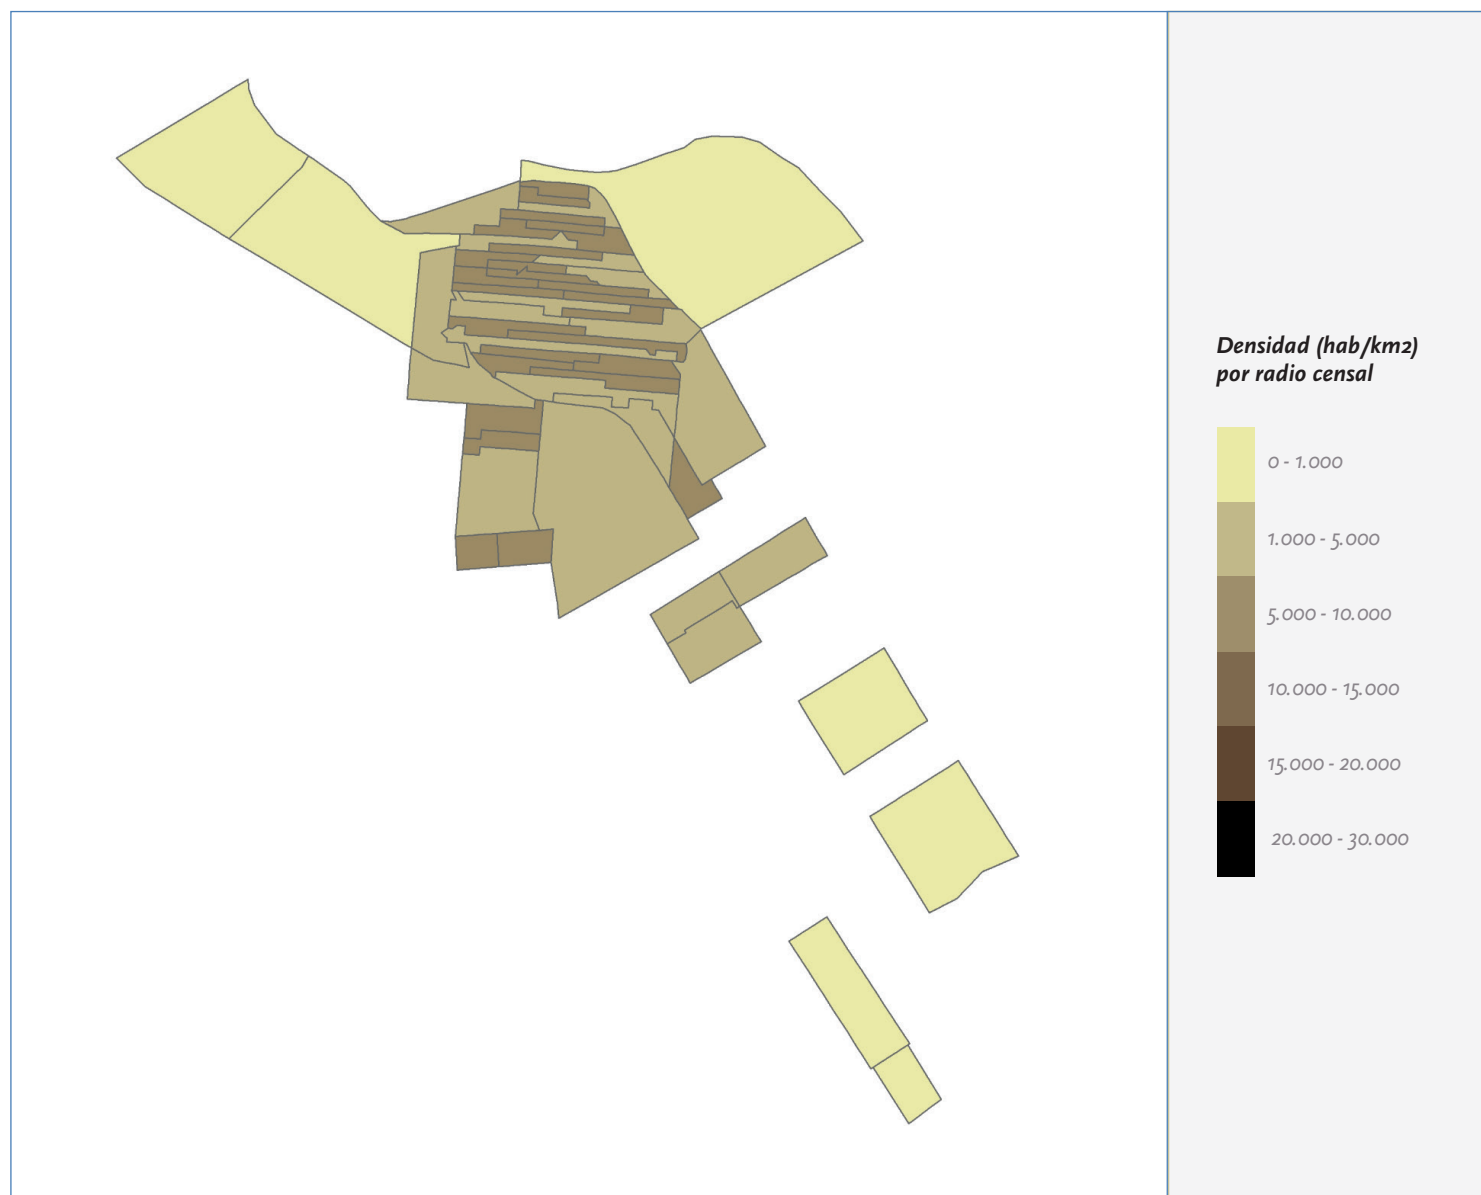 Densidad (hab/km2)
por radio censal
0 - 1.000
1.000 - 5.000
5.000 - 10.000
10.000 - 15.000
15.000 - 20.000
20.000 - 30.000